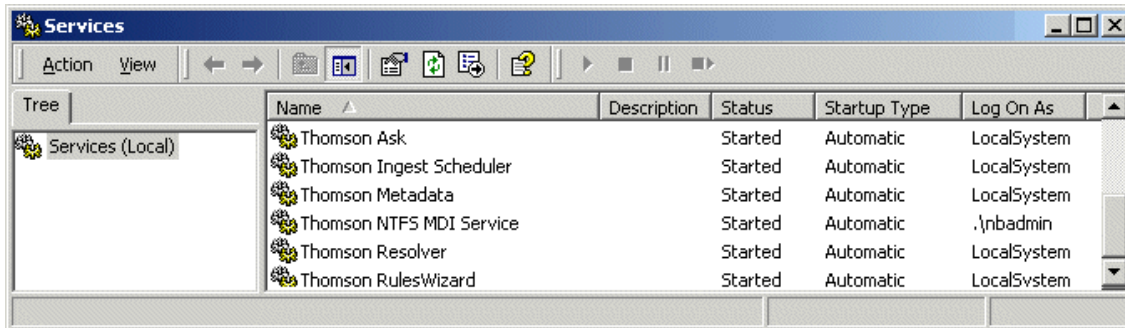 Services
Action View
Tree
Services (Local)
Name Description Status Startup Type Log On As
Thomson Ask Started Automatic LocalSystem
Thomson Ingest Scheduler Started Automatic LocalSystem
Thomson Metadata Started Automatic LocalSystem
Thomson NTFS MDI Service Started Automatic .\nbadmin
Thomson Resolver Started Automatic LocalSystem
Thomson RulesWizard Started Automatic LocalSystem